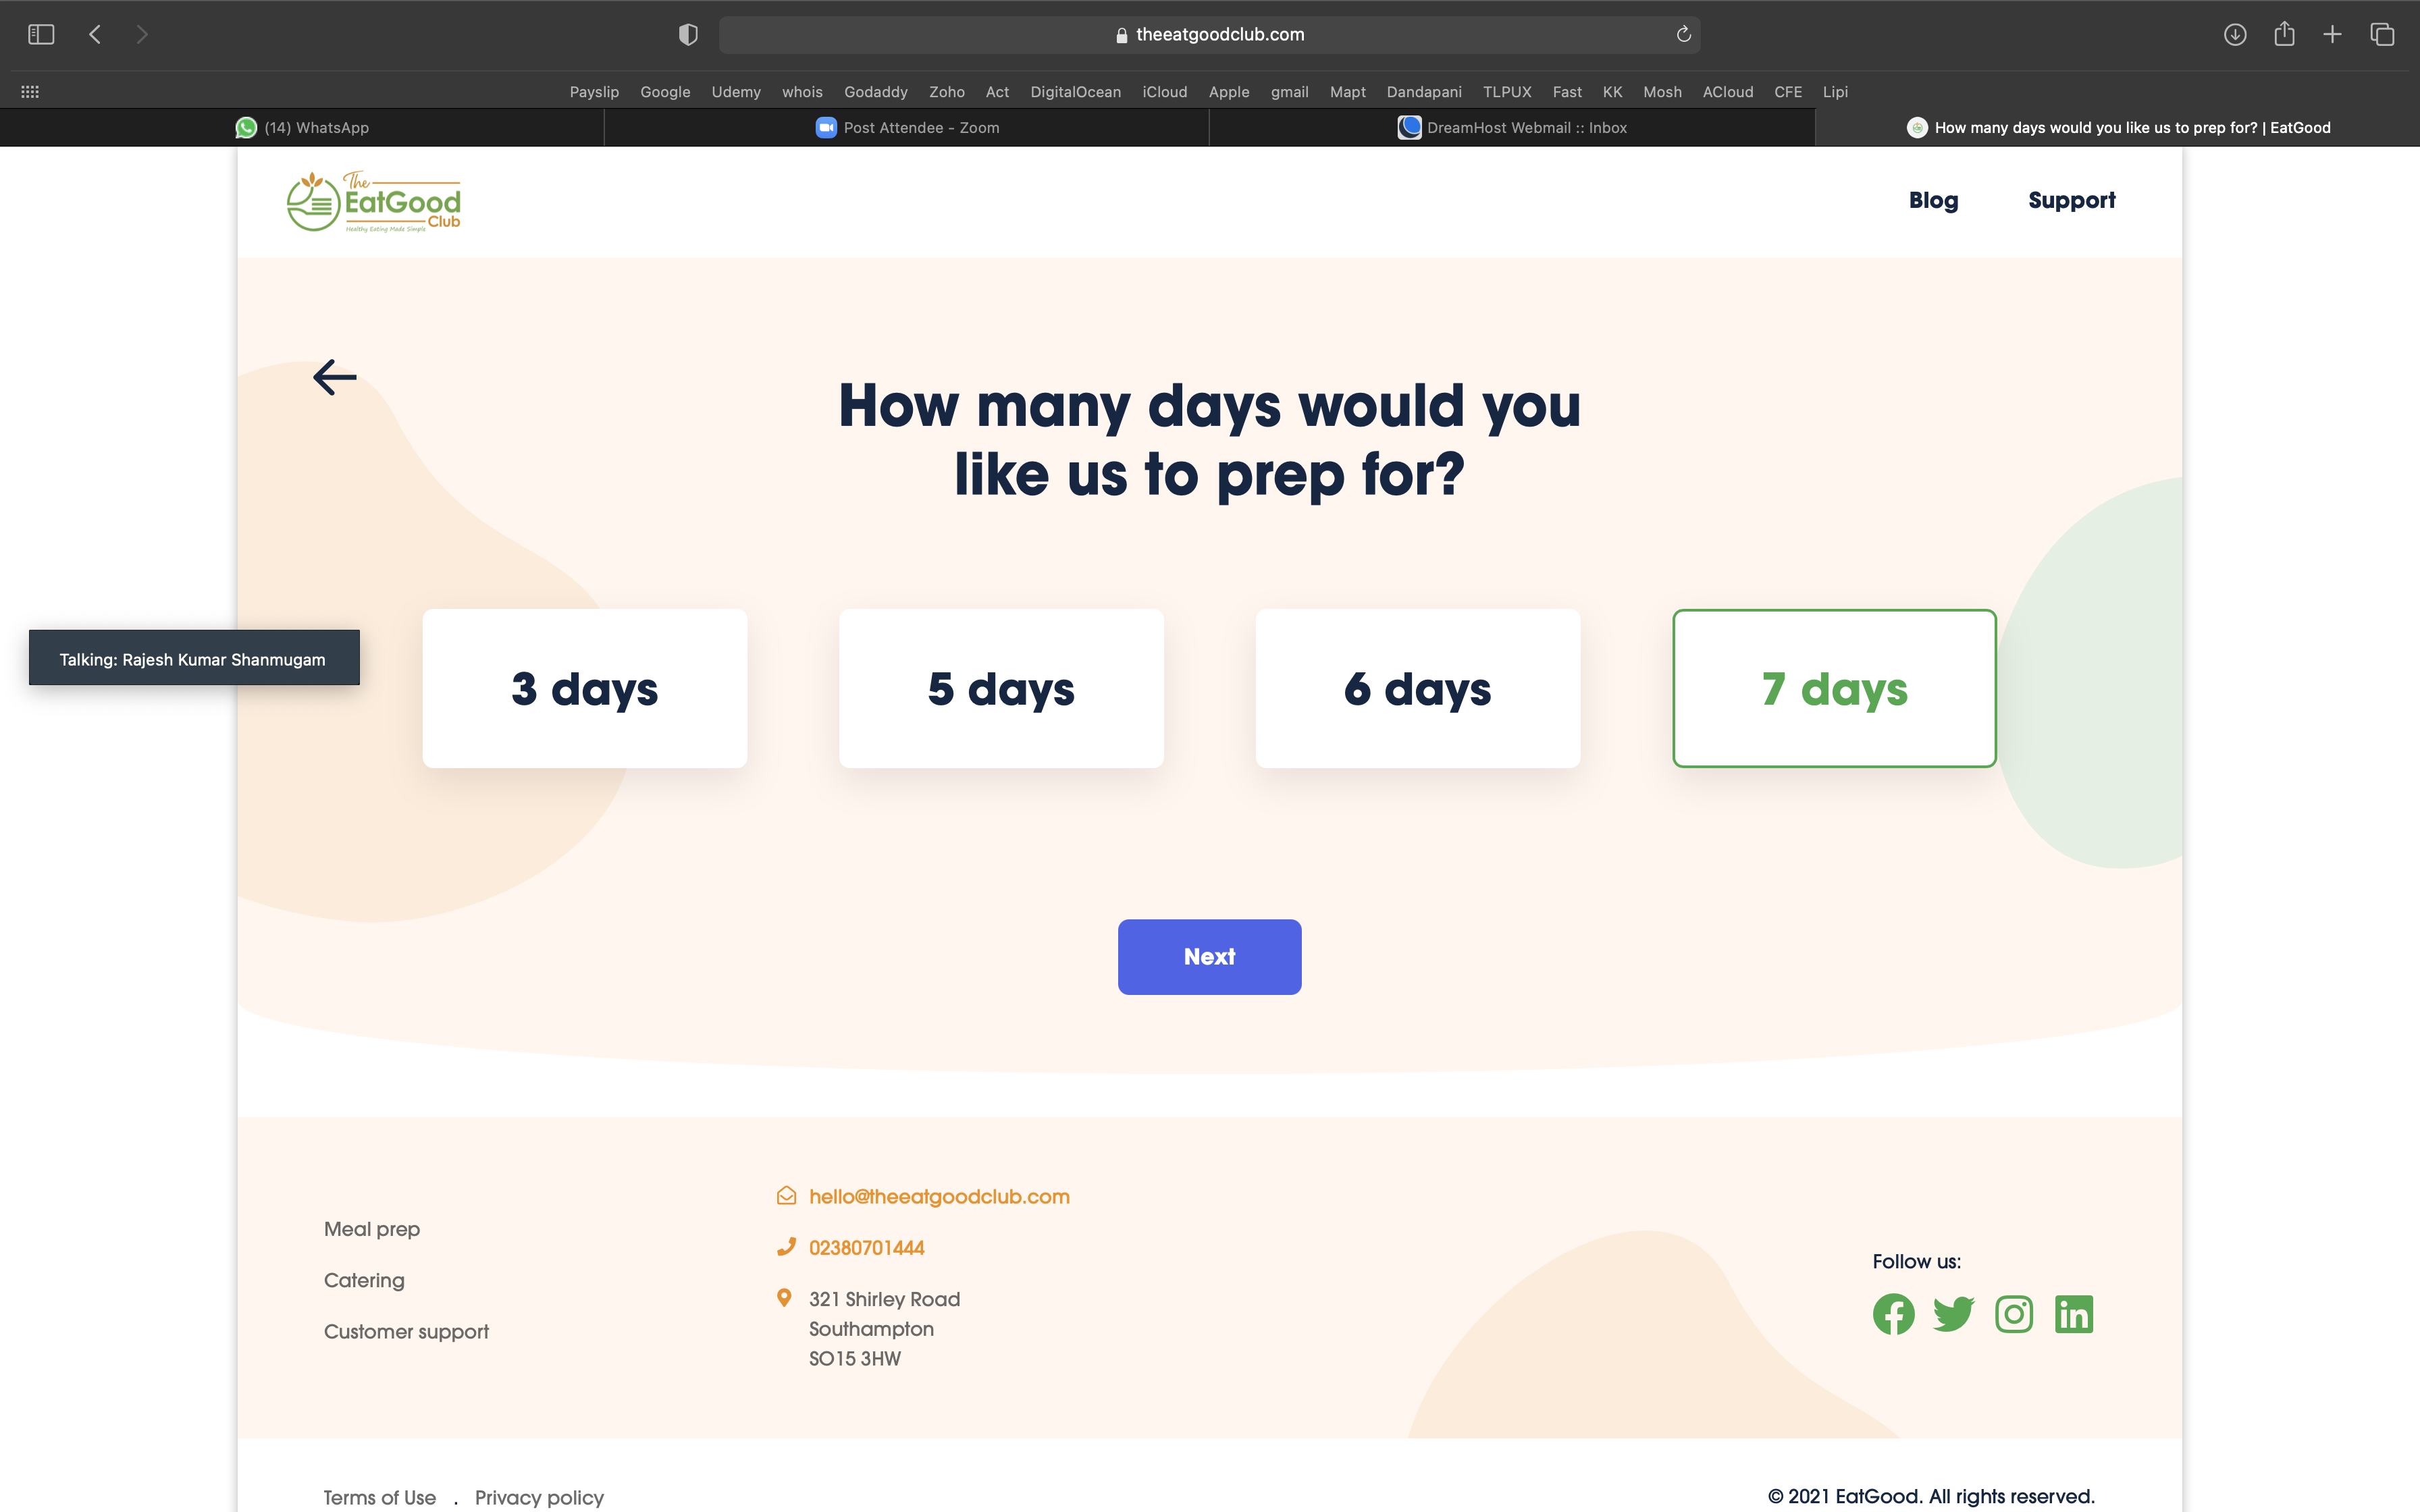 theeatgoodclub.com
Payslip Google Udemy whois Godaddy Zoho Act DigitalOcean iCloud Apple gmail Mapt Dandapani TLPUX Fast KK Mosh ACloud CFE Lipi
(14) WhatsApp
Post Attendee - Zoom
DreamHost Webmail :: Inbox
How many days would you like us to prep for? | EatGood
The
EatGood
Club
Healthy Eating Made Simple
Blog Support
How many days would you
like us to prep for?
Talking: Rajesh Kumar Shanmugam
3 days
5 days
6 days
7 days
Next
Meal prep
Catering
Customer support
hello@theeatgoodclub.com
02380701444
321 Shirley Road
Southampton
SO15 3HW
Follow us:
Terms of Use . Privacy policy
© 2021 EatGood. All rights reserved.